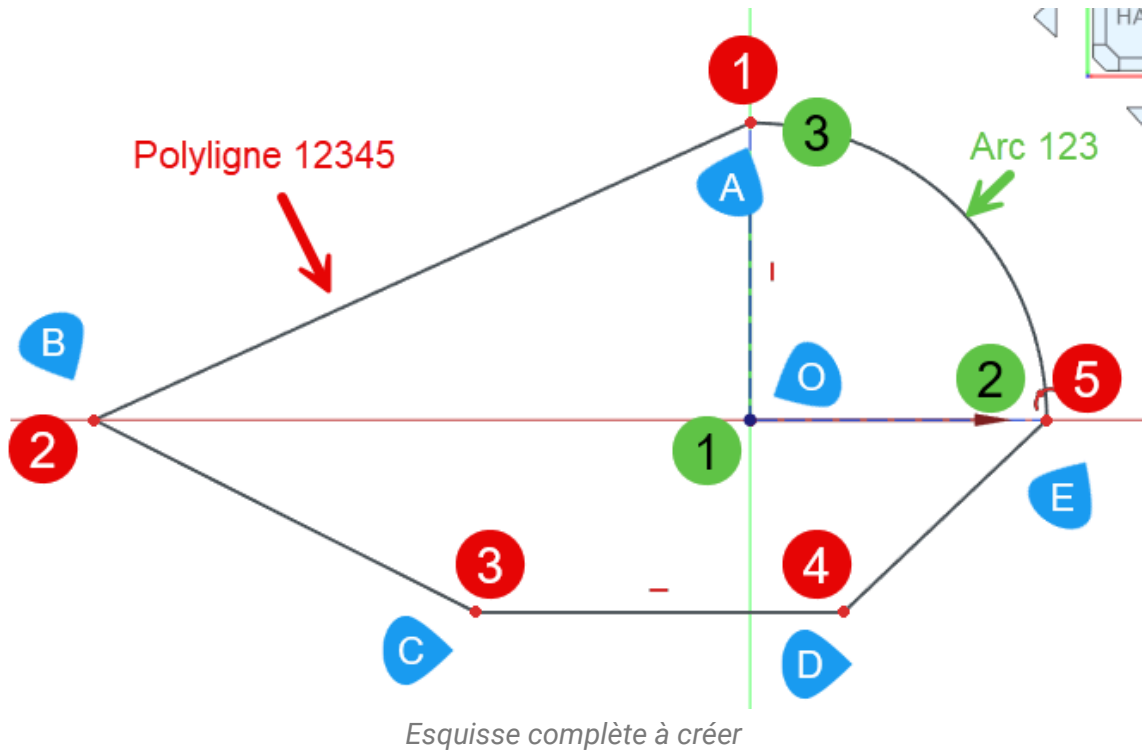 HA
1
3
Polyligne 12345
Arc 123
A
B
O
2
5
2
1
E
3
4
C
D
Esquisse complète à créer